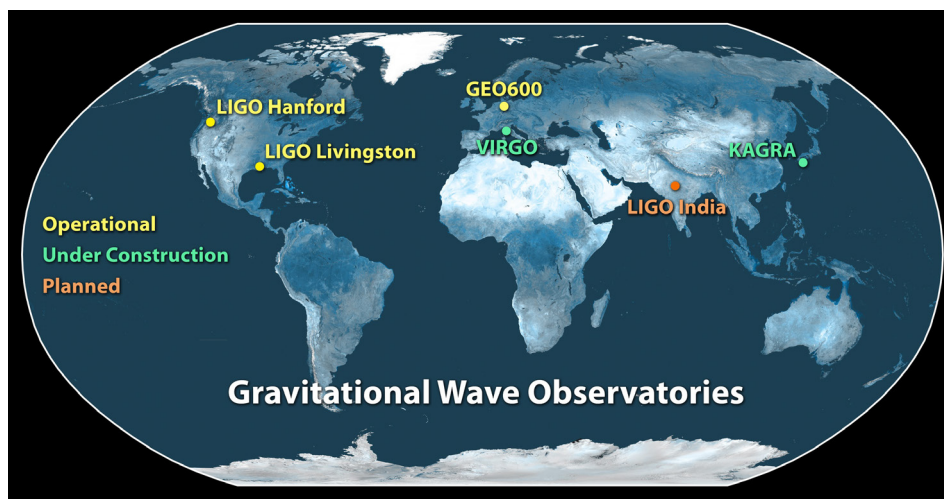 GEO600
LIGO Hanford
VIRGO
KAGRA
LIGO Livingston
LIGO India
Operational
Under Construction
Planned
Gravitational Wave Observatories